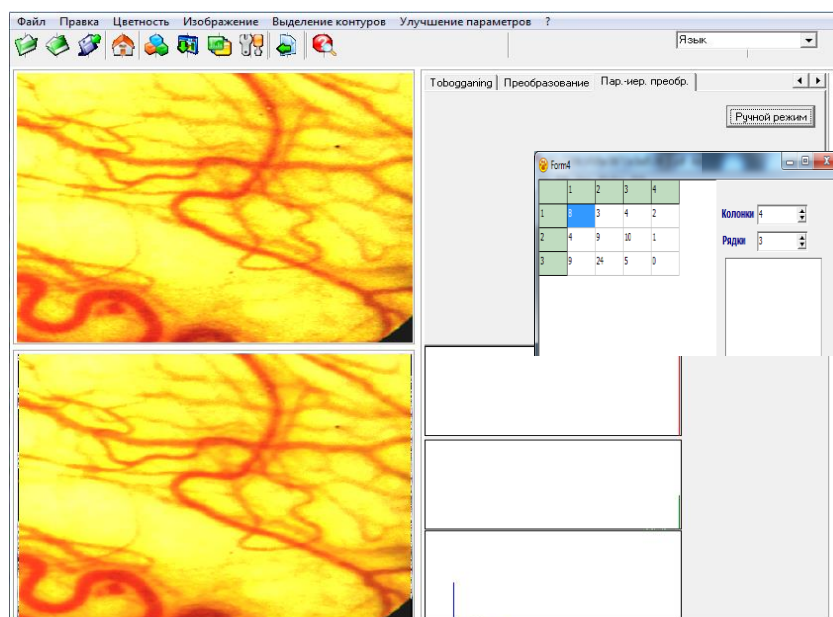 Файл Правка Цветность Изображение Выделение контуров Улучшение параметров ?
Язык
Tobogganing Преобразование Пар.-иер. преобр.
Ручной режим
Form4
1 2 3 4
1 8 3 4 2
2 4 9 10 1
3 9 24 5 0
Колонки 4
Рядки 3